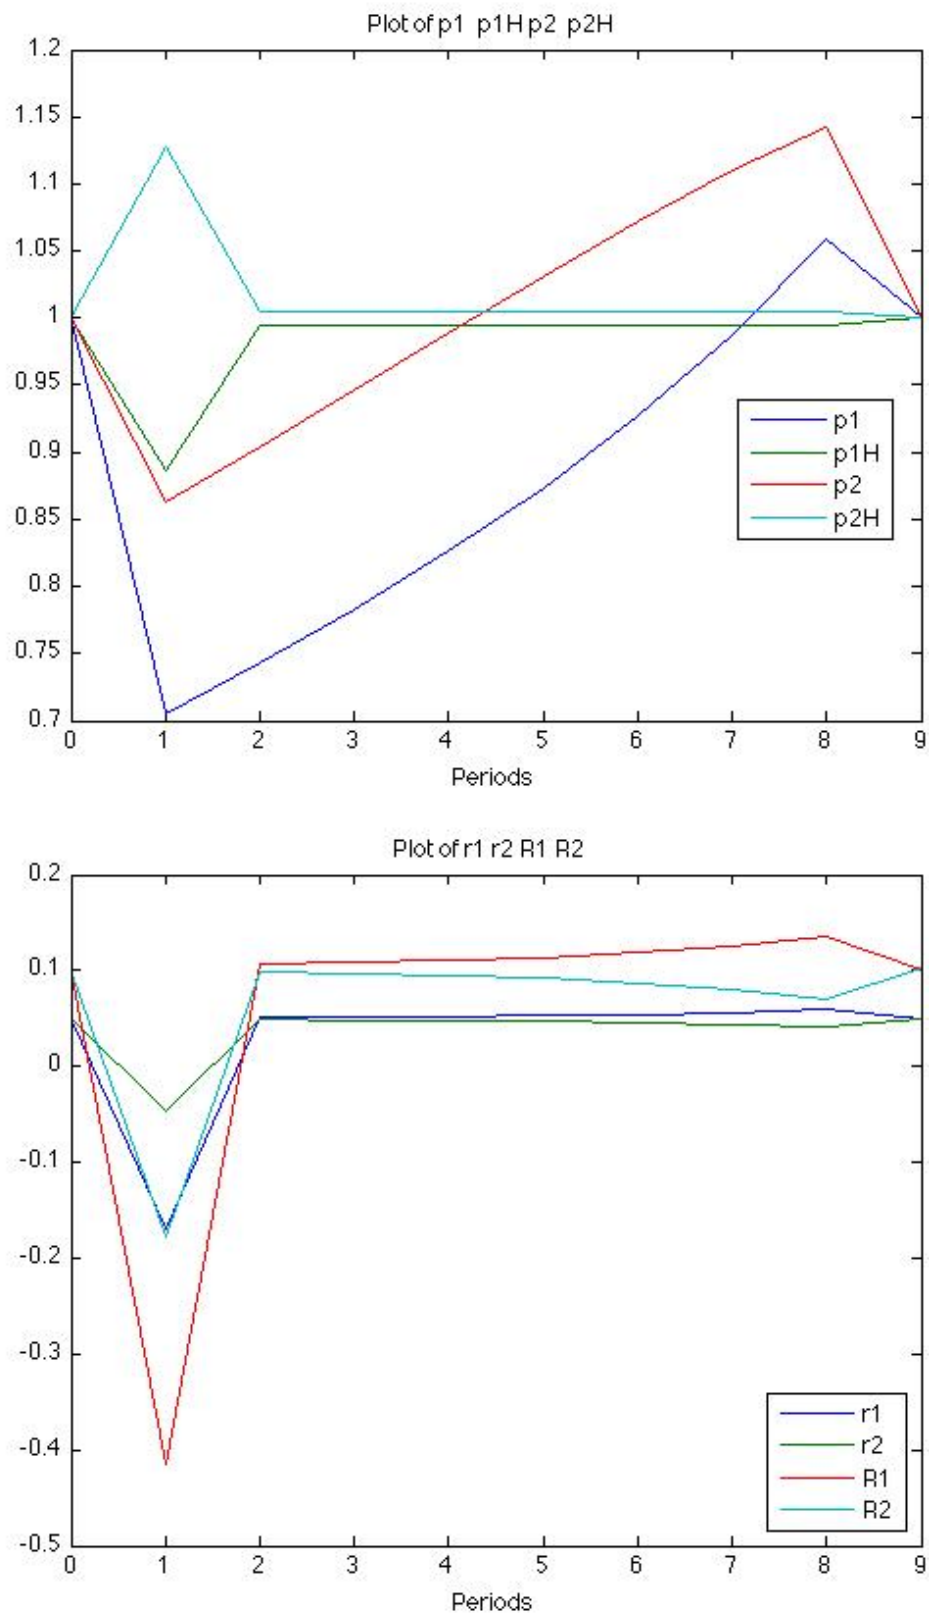 Plot of p1 p1H p2 p2H
1.2
1.15
1.1
1.05
1
0.95
0.9
0.85
0.8
0.75
0.7
p1
p1H
p2
p2H
0 1 2 3 4 5 6 7 8 9
Periods
Plot of r1 r2 R1 R2
0.2
0.1
0
-0.1
-0.2
-0.3
-0.4
-0.5
r1
r2
R1
R2
0 1 2 3 4 5 6 7 8 9
Periods